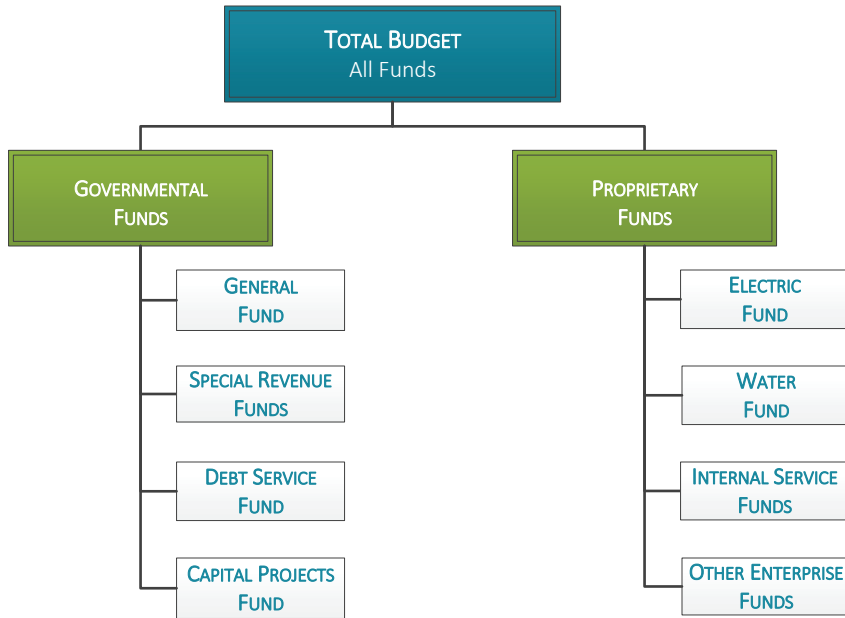 TOTAL BUDGET
All Funds
GOVERNMENTAL
FUNDS
PROPRIETARY
FUNDS
GENERAL
FUND
SPECIAL REVENUE
FUNDS
DEBT SERVICE
FUND
CAPITAL PROJECTS
FUND
ELECTRIC
FUND
WATER
FUND
INTERNAL SERVICE
FUNDS
OTHER ENTERPRISE
FUNDS